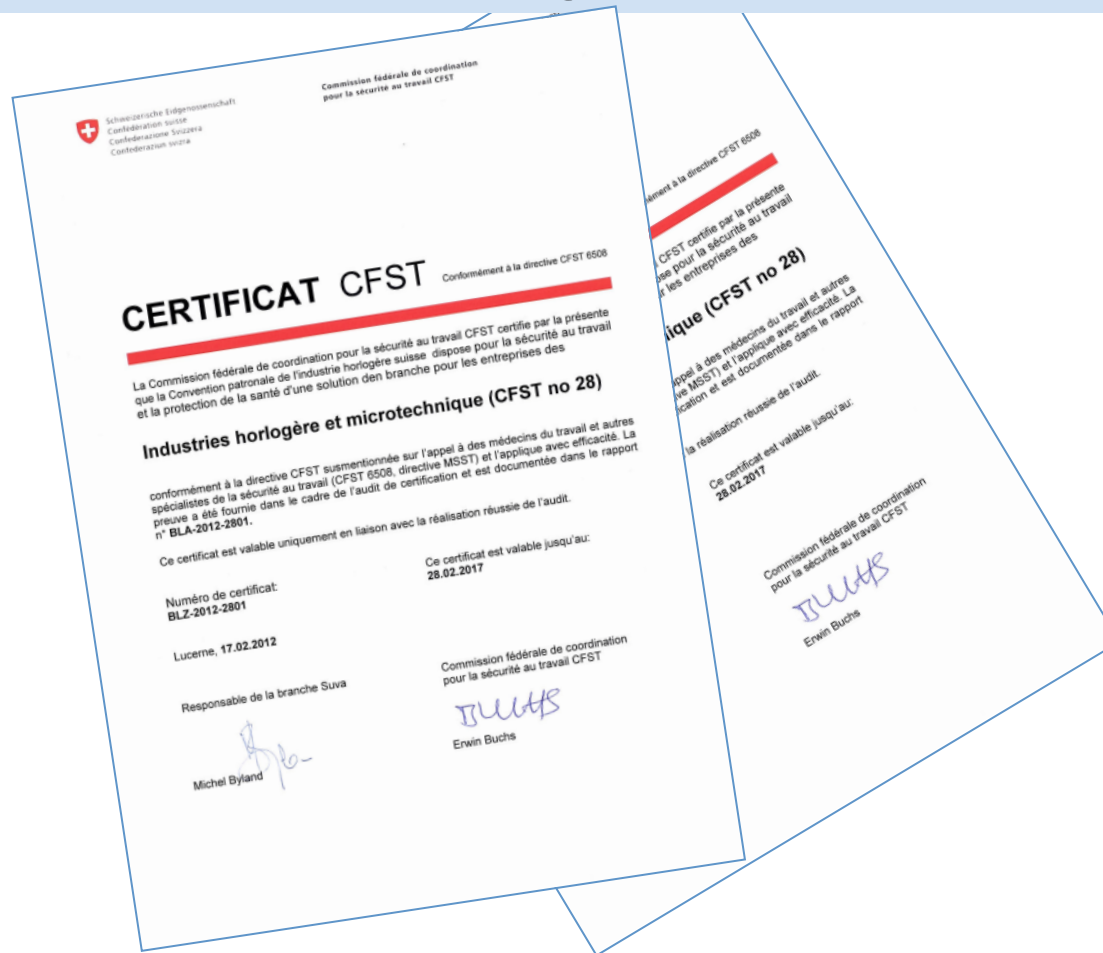 Schweizerische Eidgenossenschaft
Confédération suisse
Confederazione Svizzera
Confederaziun svizra
Commission fédérale de coordination
pour la sécurité au travail CFST
CERTIFICAT CFST Conformément à la directive CFST 6508
La Commission fédérale de coordination pour la sécurité au travail CFST certifie par la présente
que la Convention patronale de l'industrie horlogère suisse dispose pour la sécurité au travail
et la protection de la santé d'une solution den branche pour les entreprises des
Industries horlogère et microtechnique (CFST no 28)
conformément à la directive CFST susmentionnée sur l'appel à des médecins du travail et autres
spécialistes de la sécurité au travail (CFST 6508, directive MSST) et l'applique avec efficacité. La
preuve a été fournie dans le cadre de l'audit de certification et est documentée dans le rapport
n° BLA-2012-2801.
Ce certificat est valable uniquement en liaison avec la réalisation réussie de l'audit.
Numéro de certificat:
BLZ-2012-2801
Ce certificat est valable jusqu'au:
28.02.2017
Lucerne, 17.02.2012
Responsable de la branche Suva
Michel Byland
Commission fédérale de coordination
pour la sécurité au travail CFST
Erwin Buchs
à la directive CFST 6508
CFST certifie par la présente
pour la sécurité au travail
les entreprises des
(CFST no 28)
à des médecins du travail et autres
MSST) et l'applique avec efficacité. La
et est documentée dans le rapport
la réalisation réussie de l'audit.
Ce certificat est valable jusqu'au:
28.02.2017
Commission fédérale de coordination
pour la sécurité au travail CFST
Erwin Buchs